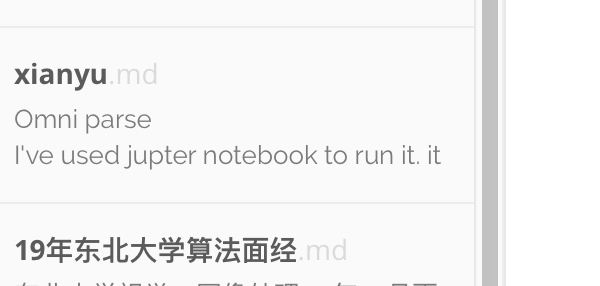 xianyu.md
Omni parse
I've used jupter notebook to run it. it
19年东北大学算法面经.md